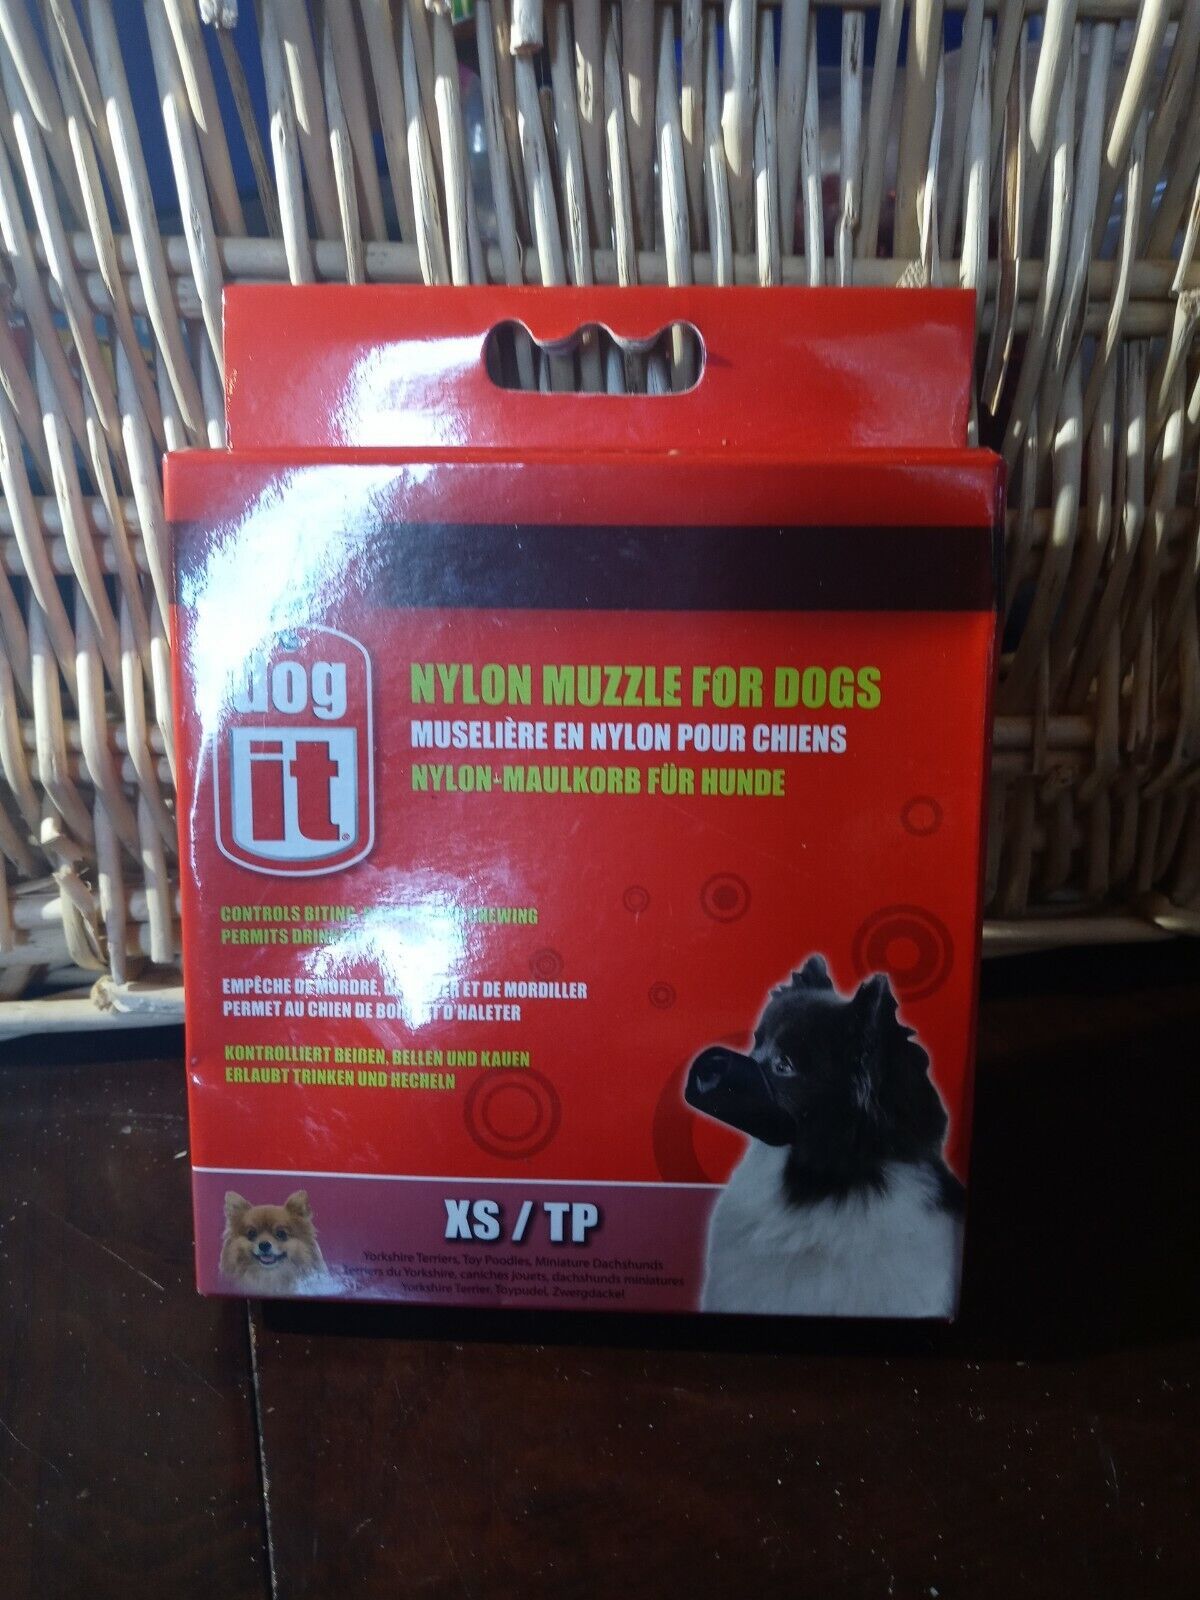 dog
it
®
NYLON MUZZLE FOR DOGS
MUSELIÈRE EN NYLON POUR CHIENS
NYLON-MAULKORB FÜR HUNDE
CONTROLS BITING, CHEWING
PERMITS
EMPÊCHE DE MORDRE, ET DE MORDILLER
PERMET AU CHIEN DE BOIRE ET D'HALETER
KONTROLLIERT BEIßEN, BELLEN UND KAUEN
ERLAUBT TRINKEN UND HECHELN
XS / TP
Yorkshire Terriers, Toy Poodles, Miniature Dachshunds
Terriers du Yorkshire, caniches jouets, dachshunds miniatures
Yorkshire Terrier, Toypudel, Zwergdackel